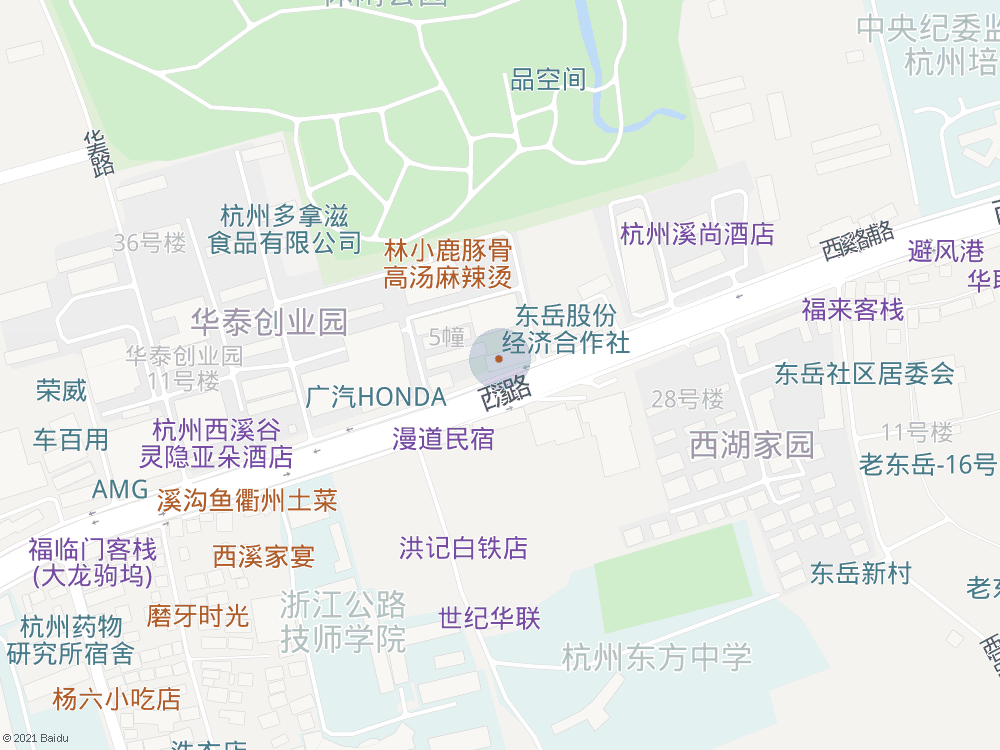 中央纪委监
杭州培
品空间
华泰路
杭州多拿滋
食品有限公司
36号楼
林小鹿豚骨
高汤麻辣烫
杭州溪尚酒店
西溪路辅路
避风港
福来客栈
东岳股份
经济合作社
5幢
华泰创业园
华泰创业园
11号楼
荣威
广汽HONDA
西溪路
28号楼
东岳社区居委会
车百用
杭州西溪谷
灵隐亚朵酒店
漫道民宿
西湖家园
11号楼
老东岳-16号
AMG
溪沟鱼衢州土菜
福临门客栈
(大龙驹坞)
西溪家宴
洪记白铁店
东岳新村
浙江公路
技师学院
磨牙时光
世纪华联
杭州药物
研究所宿舍
杭州东方中学
杨六小吃店
© 2021 Baidu